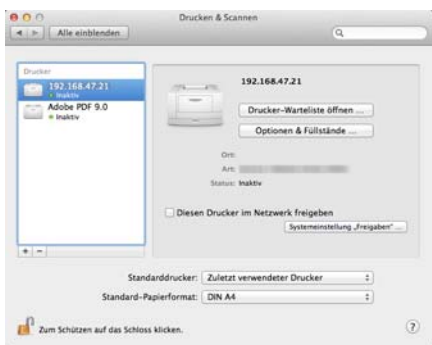 Drucken & Scannen
Alle einblenden
Drucker
192.168.47.21
Inaktiv
Adobe PDF 9.0
Inaktiv
192.168.47.21
Drucker-Warteliste öffnen ...
Optionen & Füllstände ...
Ort:
Art:
Status: Inaktiv
Diesen Drucker im Netzwerk freigeben
Systemeinstellung „Freigaben“ ...
Standarddrucker: Zuletzt verwendeter Drucker
Standard-Papierformat: DIN A4
Zum Schützen auf das Schloss klicken.
?